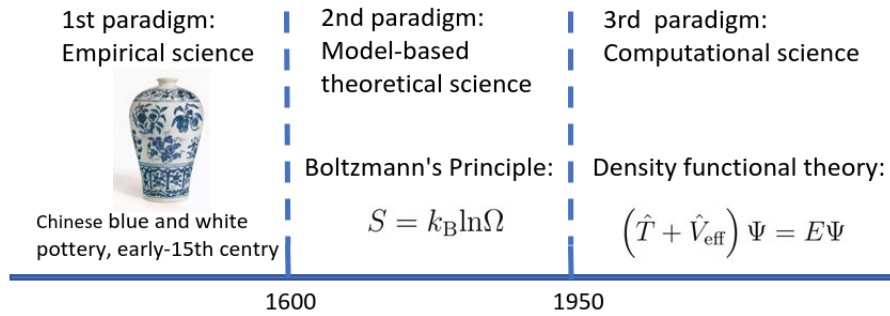 1st paradigm:
Empirical science
Chinese blue and white
pottery, early-15th centry
2nd paradigm:
Model-based
theoretical science
Boltzmann's Principle:
S = k_B lnΩ
3rd paradigm:
Computational science
Density functional theory:
(T̂ + V̂_eff) Ψ = EΨ
1600
1950